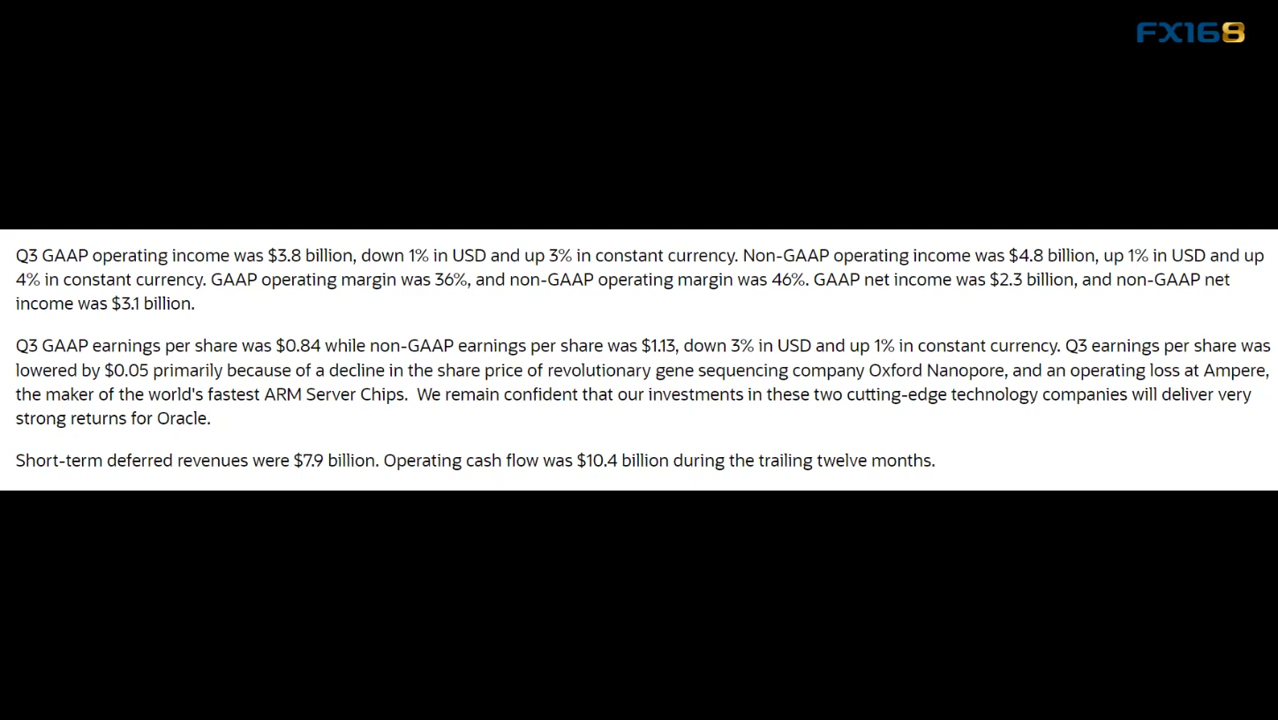 FX168
Q3 GAAP operating income was $3.8 billion, down 1% in USD and up 3% in constant currency. Non-GAAP operating income was $4.8 billion, up 1% in USD and up
4% in constant currency. GAAP operating margin was 36%, and non-GAAP operating margin was 46%. GAAP net income was $2.3 billion, and non-GAAP net
income was $3.1 billion.
Q3 GAAP earnings per share was $0.84 while non-GAAP earnings per share was $1.13, down 3% in USD and up 1% in constant currency. Q3 earnings per share was
lowered by $0.05 primarily because of a decline in the share price of revolutionary gene sequencing company Oxford Nanopore, and an operating loss at Ampere,
the maker of the world's fastest ARM Server Chips.  We remain confident that our investments in these two cutting-edge technology companies will deliver very
strong returns for Oracle.
Short-term deferred revenues were $7.9 billion. Operating cash flow was $10.4 billion during the trailing twelve months.